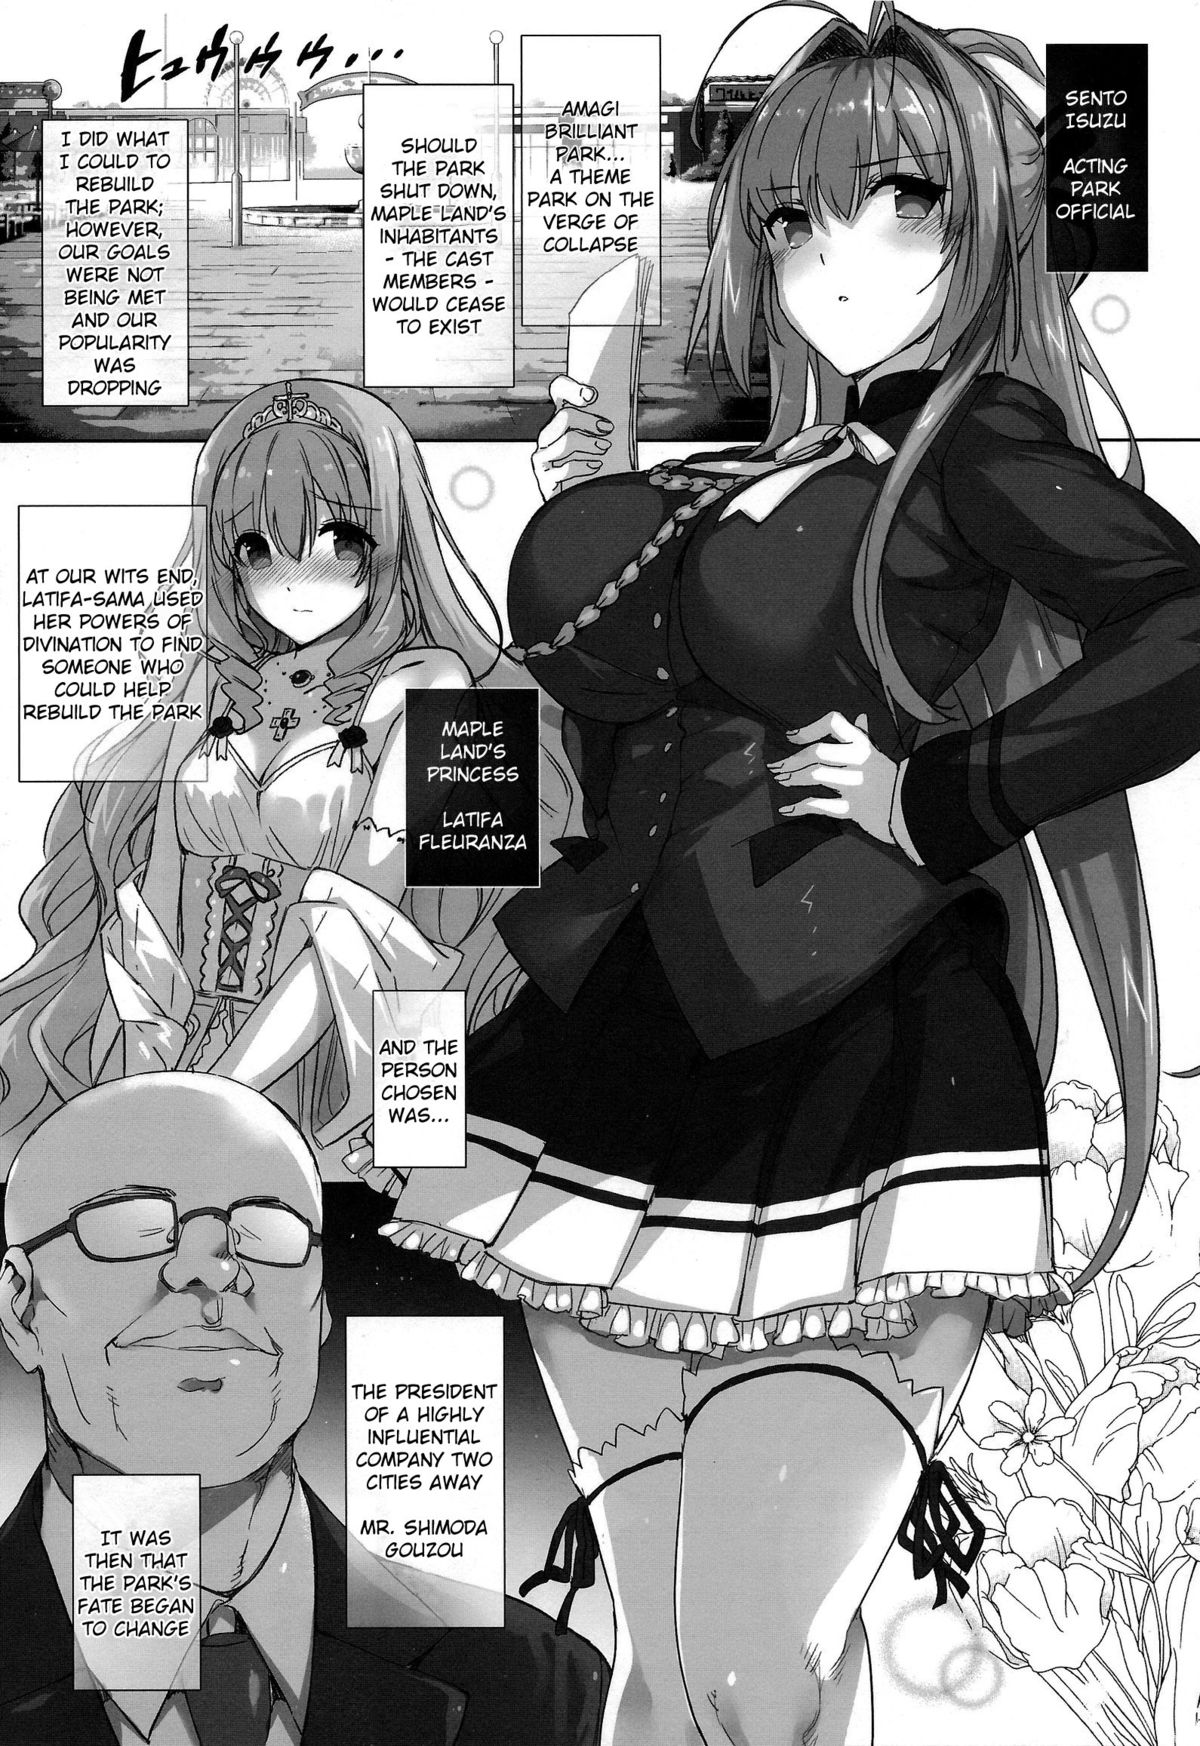 ヒュウゥゥゥ...
SENTO
ISUZU
ACTING
PARK
OFFICIAL
AMAGI
BRILLIANT
PARK...
A THEME
PARK ON THE
VERGE OF
COLLAPSE
SHOULD
THE PARK
SHUT DOWN,
MAPLE LAND'S
INHABITANTS
- THE CAST
MEMBERS -
WOULD CEASE
TO EXIST
I DID WHAT
I COULD TO
REBUILD
THE PARK;
HOWEVER,
OUR GOALS
WERE NOT
BEING MET
AND OUR
POPULARITY
WAS
DROPPING
AT OUR WITS END,
LATIFA-SAMA USED
HER POWERS OF
DIVINATION TO FIND
SOMEONE WHO
COULD HELP
REBUILD THE PARK
MAPLE
LAND'S
PRINCESS
LATIFA
FLEURANZA
AND THE
PERSON
CHOSEN
WAS...
THE PRESIDENT
OF A HIGHLY
INFLUENTIAL
COMPANY TWO
CITIES AWAY
MR. SHIMODA
GOUZOU
IT WAS
THEN THAT
THE PARK'S
FATE BEGAN
TO CHANGE